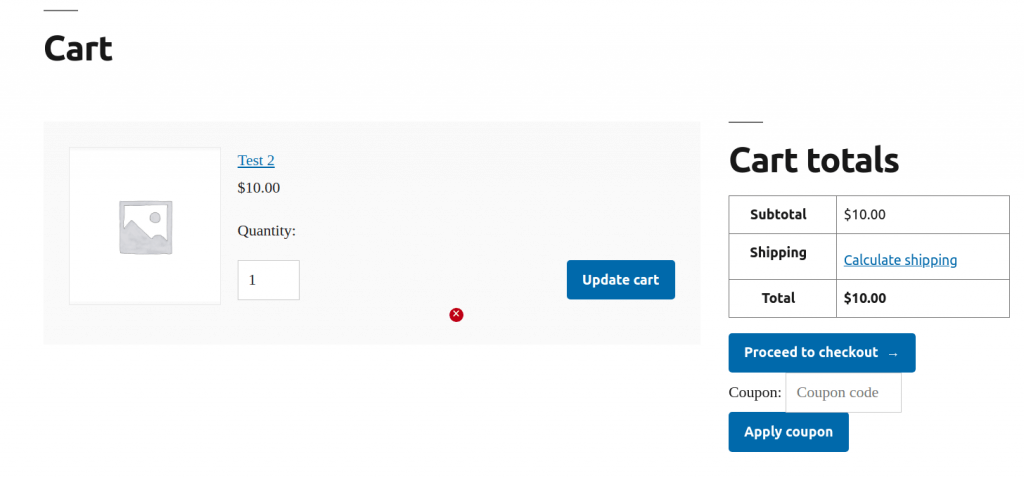 Cart
Test 2
$10.00
Quantity:
1
Update cart
Cart totals
Subtotal $10.00
Shipping Calculate shipping
Total $10.00
Proceed to checkout →
Coupon: Coupon code
Apply coupon